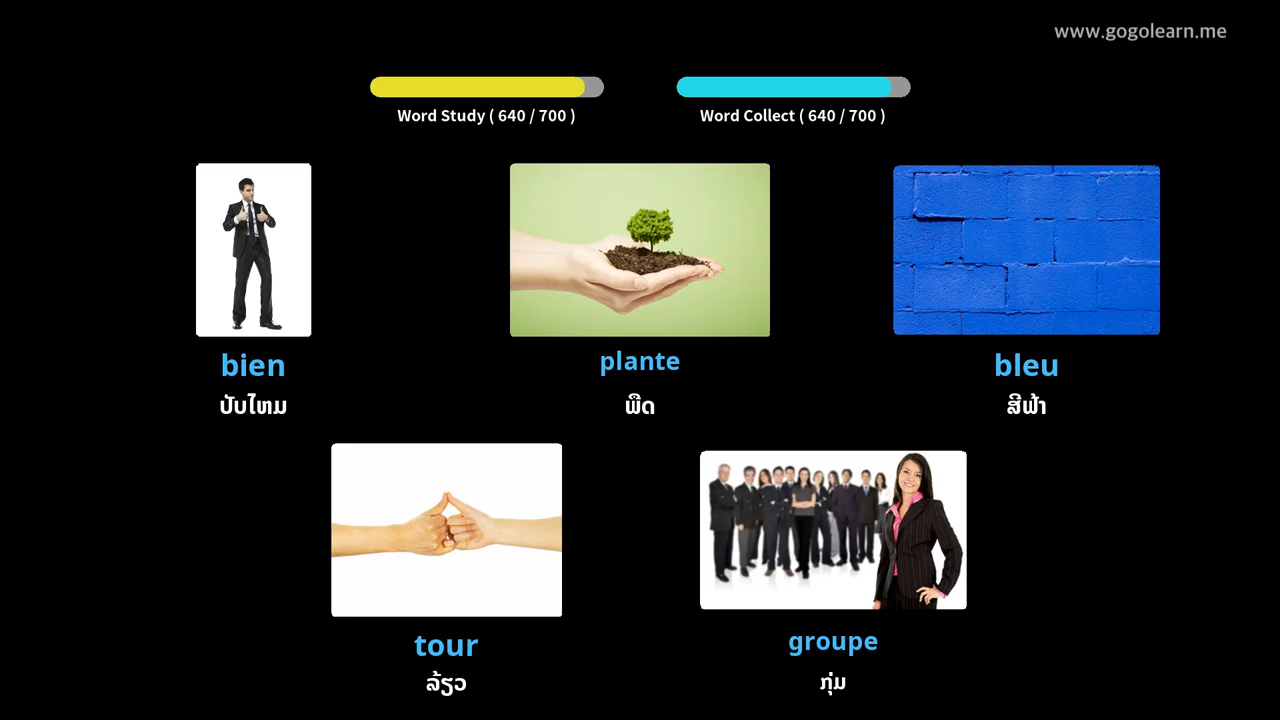 www.gogolearn.me
Word Study ( 640 / 700 )
Word Collect ( 640 / 700 )
bien
plante
bleu
ປັບໄຫມ
ພືດ
ສີຟ້າ
tour
groupe
ລ້ຽວ
ກຸ່ມ